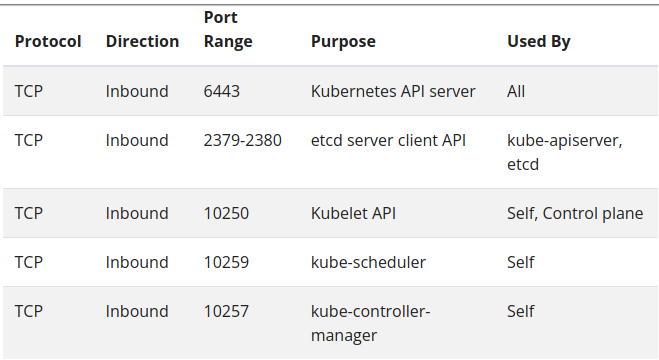 Protocol Direction Port Range Purpose Used By
TCP Inbound 6443 Kubernetes API server All
TCP Inbound 2379-2380 etcd server client API kube-apiserver, etcd
TCP Inbound 10250 Kubelet API Self, Control plane
TCP Inbound 10259 kube-scheduler Self
TCP Inbound 10257 kube-controller-manager Self